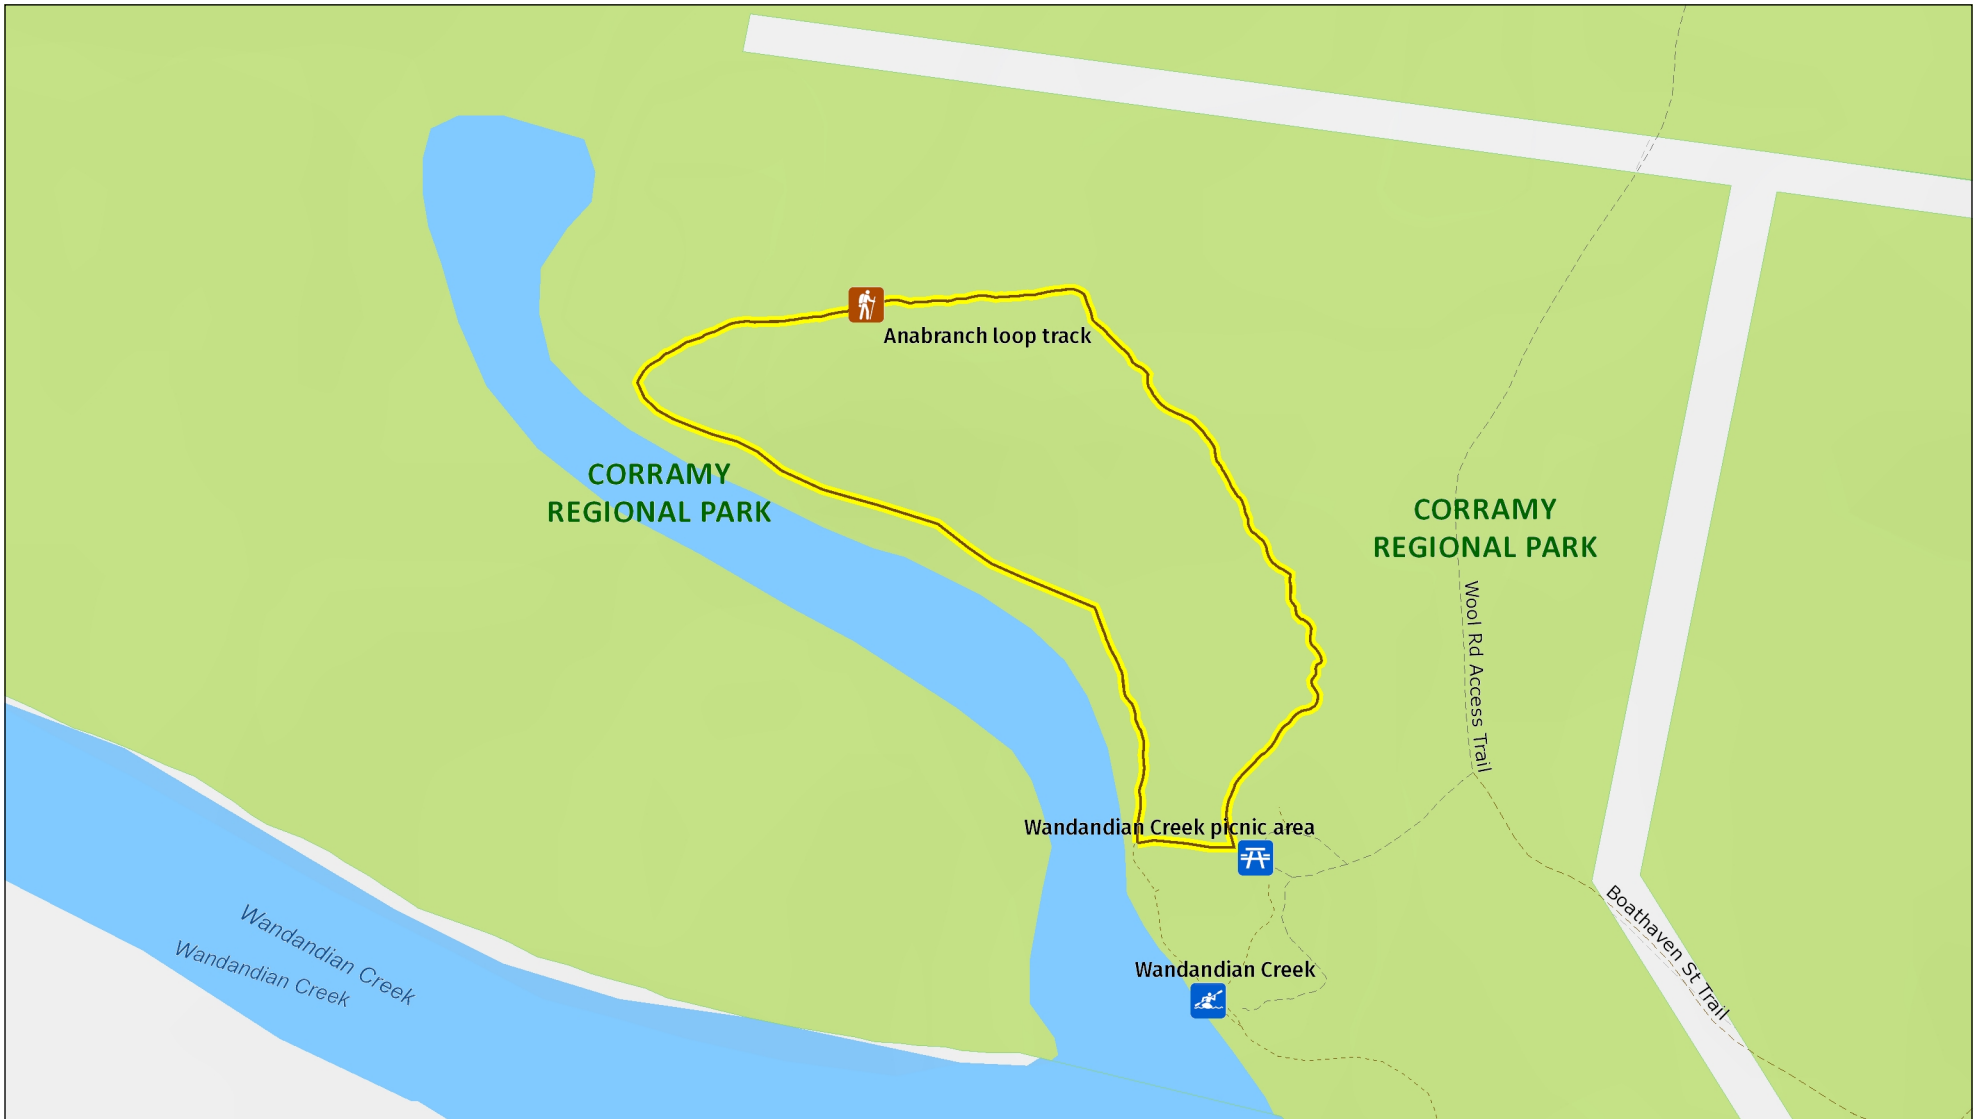 Anabranch loop track
CORRAMY
REGIONAL PARK
CORRAMY
REGIONAL PARK
Wool Rd Access Trail
Wandandian Creek picnic area
Boathaven St Trail
Wandandian Creek
Wandandian Creek
Wandandian Creek